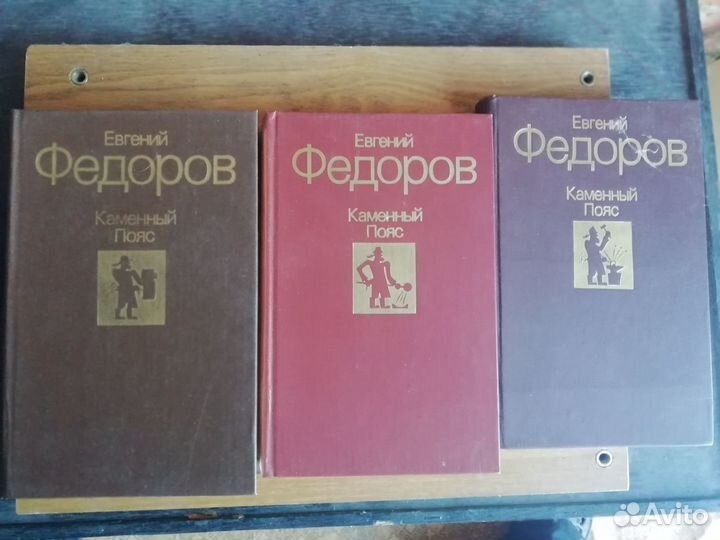 Евгений
Федоров
Каменный
Пояс
Евгений
Федоров
Каменный
Пояс
Евгений
Федоров
Каменный
Пояс
Avito